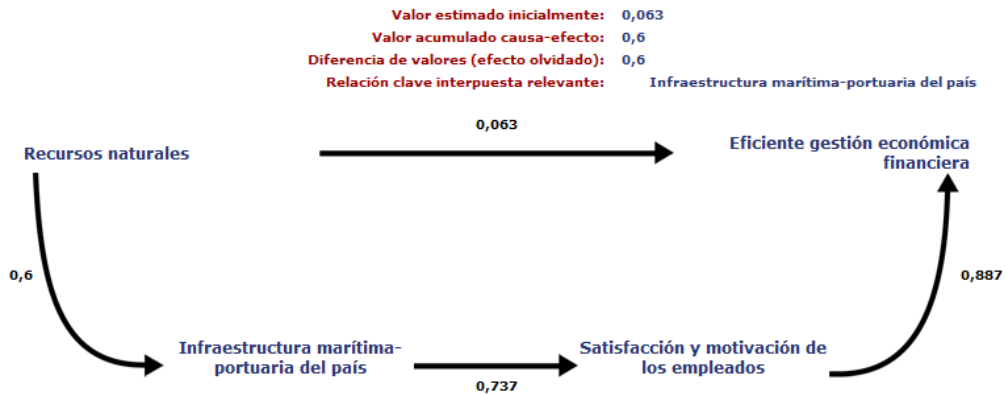 Valor estimado inicialmente: 0,063
Valor acumulado causa-efecto: 0,6
Diferencia de valores (efecto olvidado): 0,6
Relación clave interpuesta relevante: Infraestructura marítima-portuaria del país
0,063
Recursos naturales
Eficiente gestión económica
financiera
0,6
0,887
Infraestructura marítima-
portuaria del país
Satisfacción y motivación de
los empleados
0,737